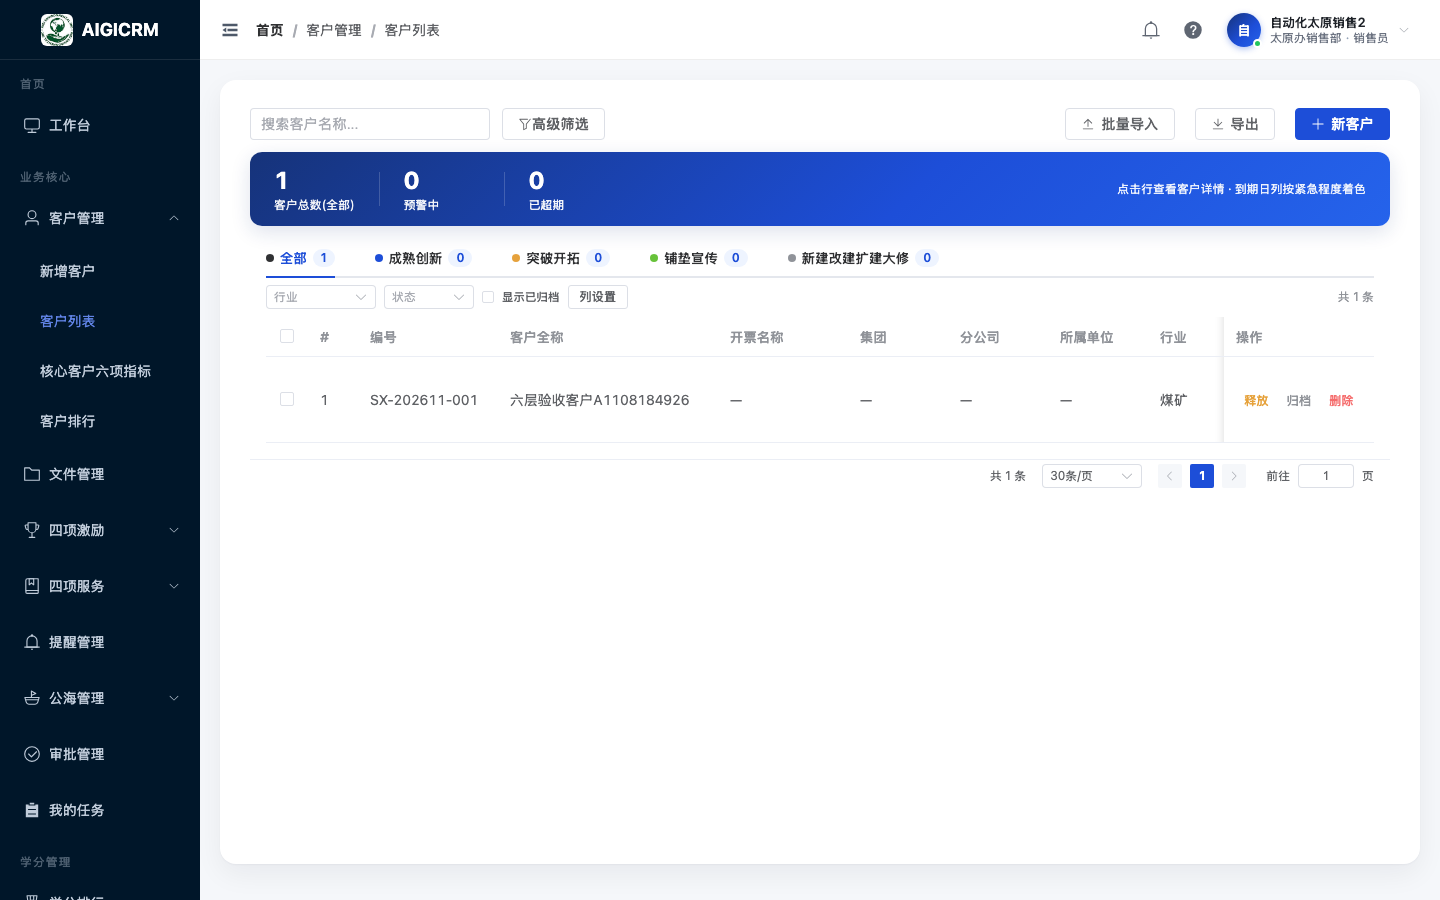 AIGICRM
首页 / 客户管理 / 客户列表
自
自动化太原销售2
太原办销售部 · 销售员
首页
工作台
业务核心
客户管理
新增客户
客户列表
核心客户六项指标
客户排行
文件管理
四项激励
四项服务
提醒管理
公海管理
审批管理
我的任务
学分管理
学分排行
搜索客户名称...
高级筛选
批量导入
导出
新客户
1
客户总数(全部)
0
预警中
0
已超期
点击行查看客户详情 · 到期日列按紧急程度着色
全部 1
成熟创新 0
突破开拓 0
铺垫宣传 0
新建改建扩建大修 0
行业
状态
显示已归档
列设置
共 1 条
# 编号 客户全称 开票名称 集团 分公司 所属单位 行业 操作
1 SX-202611-001 六层验收客户A1108184926 — — — — 煤矿 释放 归档 删除
共 1 条 30条/页 1 前往 1 页